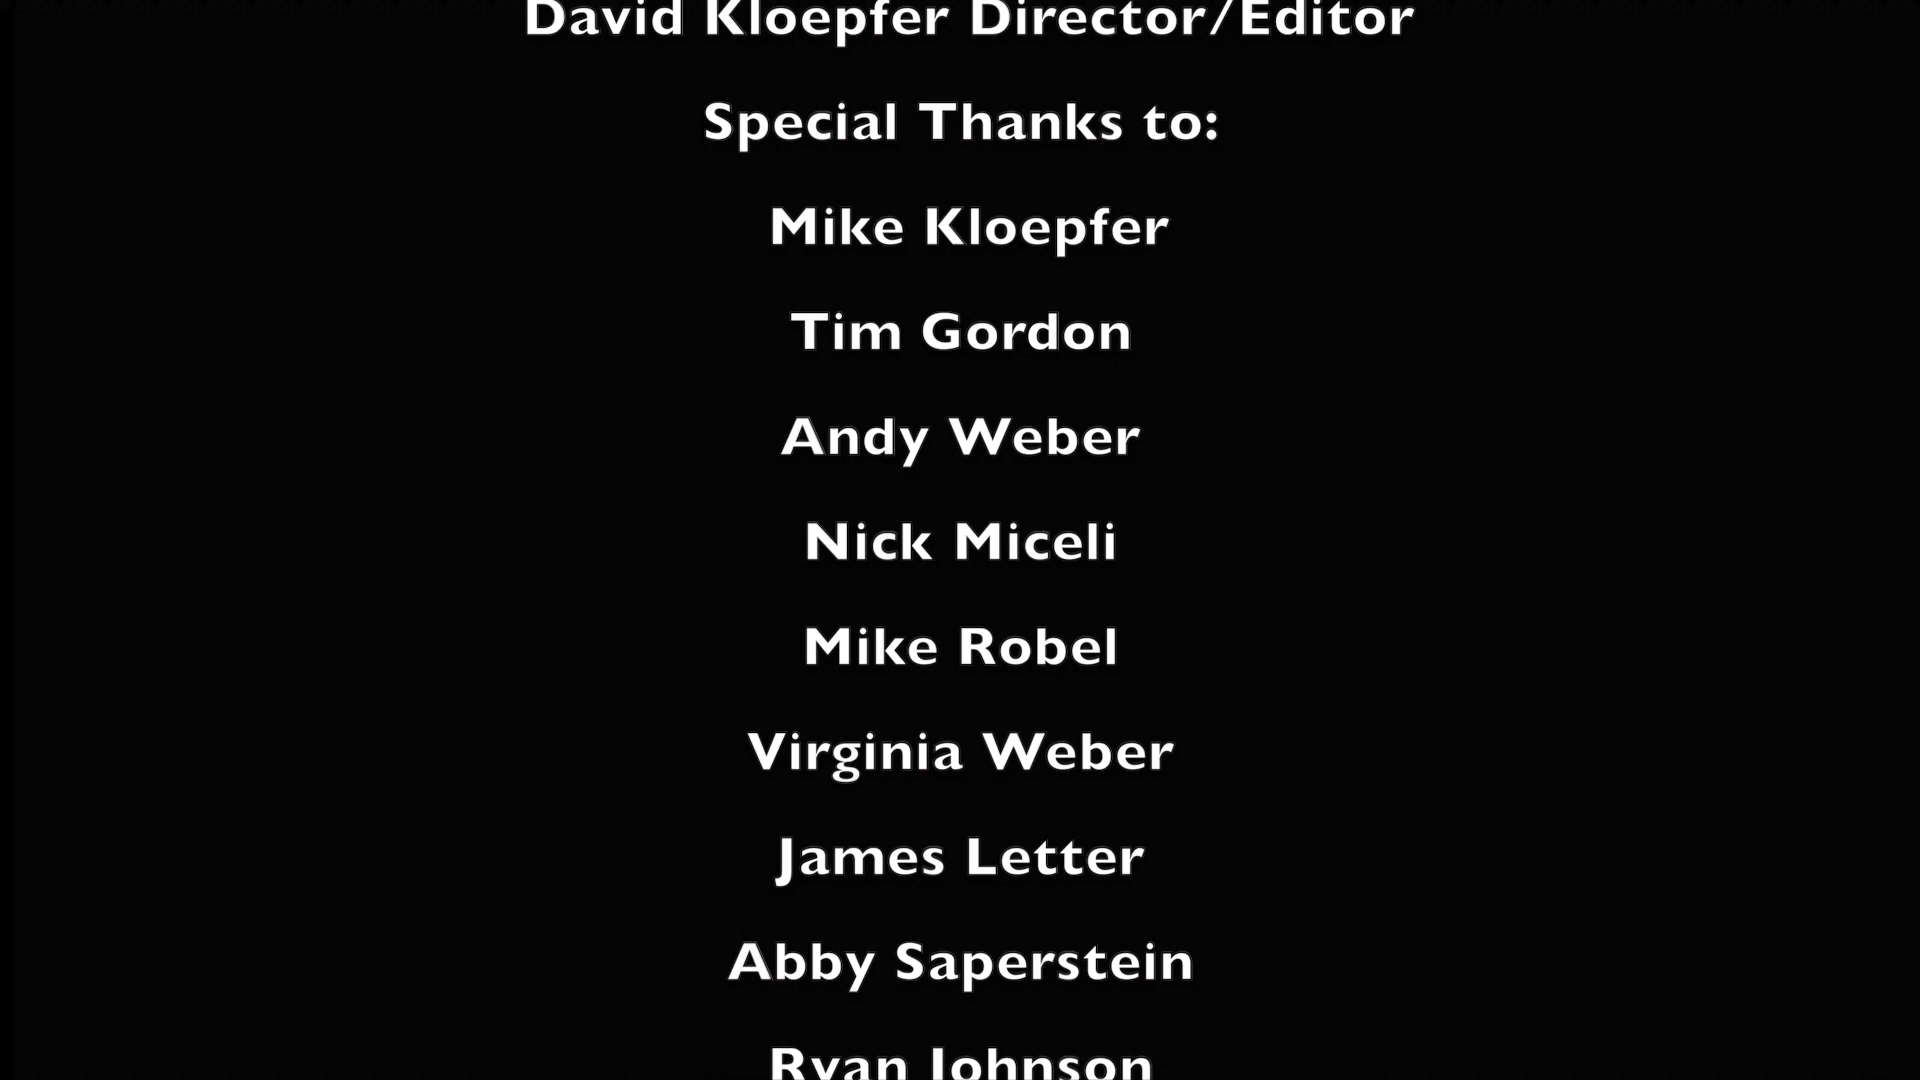 David Kloepfer Director/Editor
Special Thanks to:
Mike Kloepfer
Tim Gordon
Andy Weber
Nick Miceli
Mike Robel
Virginia Weber
James Letter
Abby Saperstein
Ryan Johnson